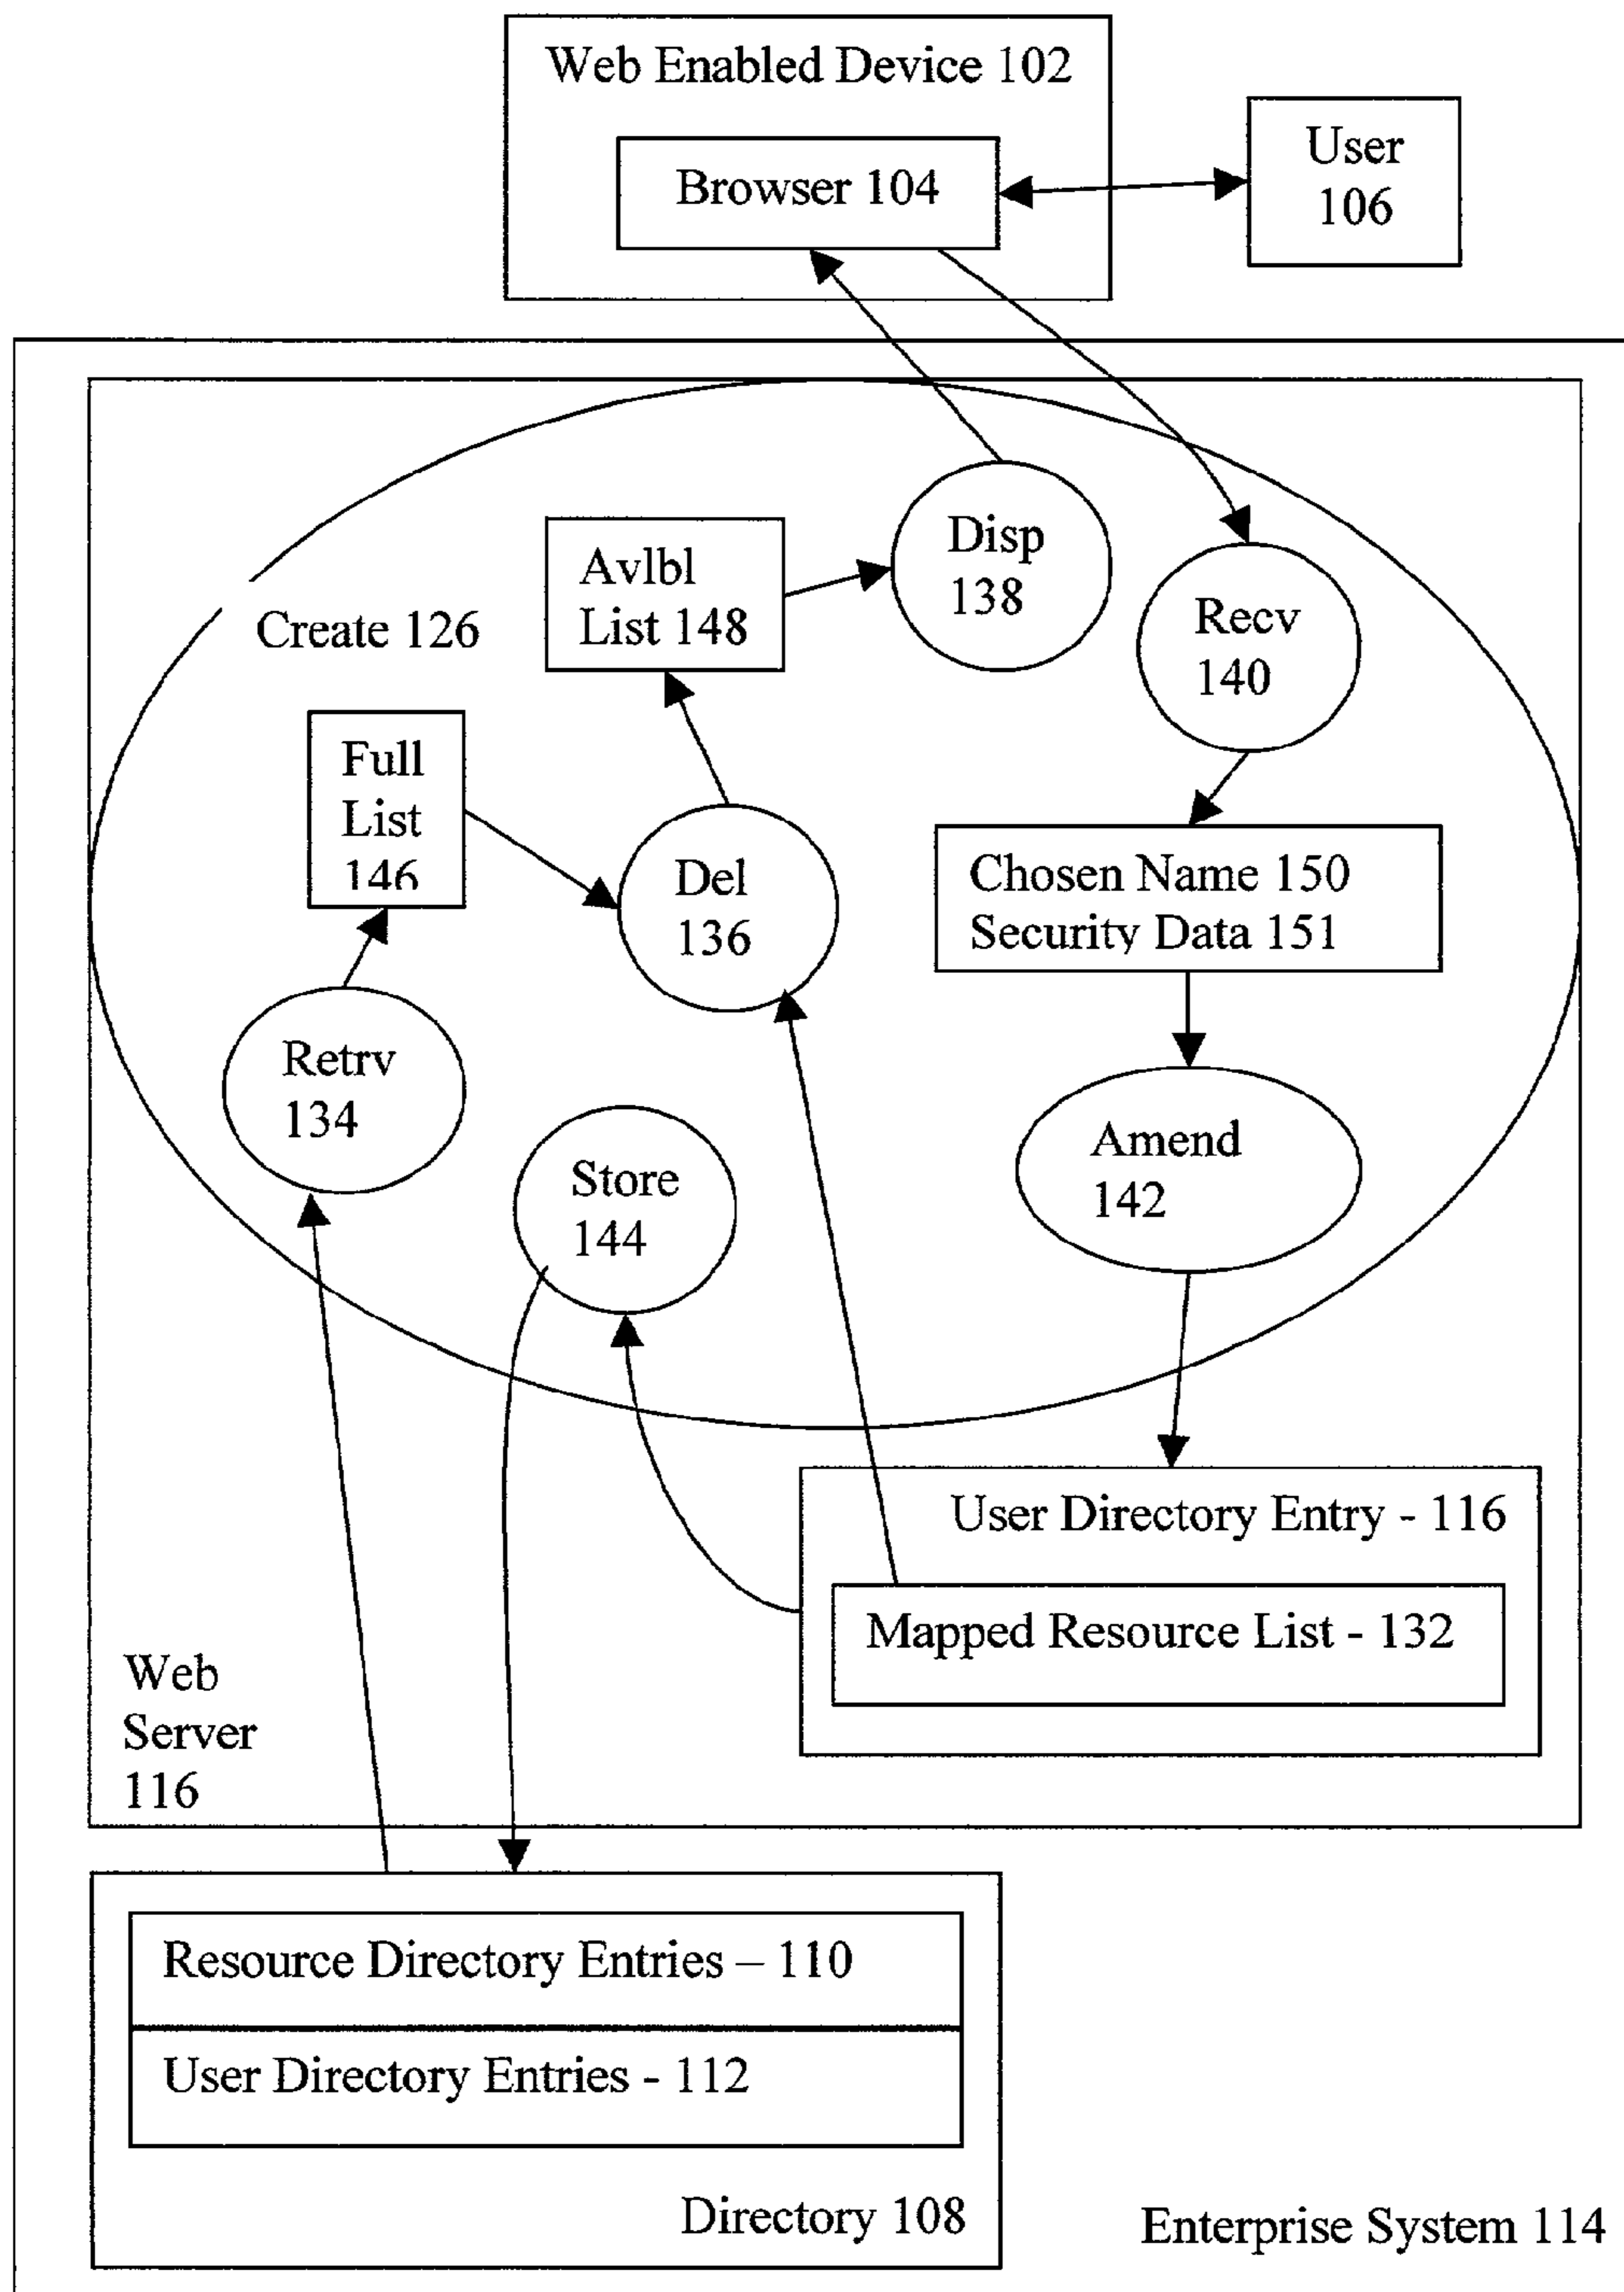 Web Enabled Device 102
Browser 104
User
106
Disp
138
Avlbl
List 148
Recv
140
Create 126
Full
List
146
Del
136
Chosen Name 150
Security Data 151
Retrv
134
Amend
142
Store
144
User Directory Entry - 116
Mapped Resource List - 132
Web
Server
116
Resource Directory Entries – 110
User Directory Entries - 112
Directory 108
Enterprise System 114